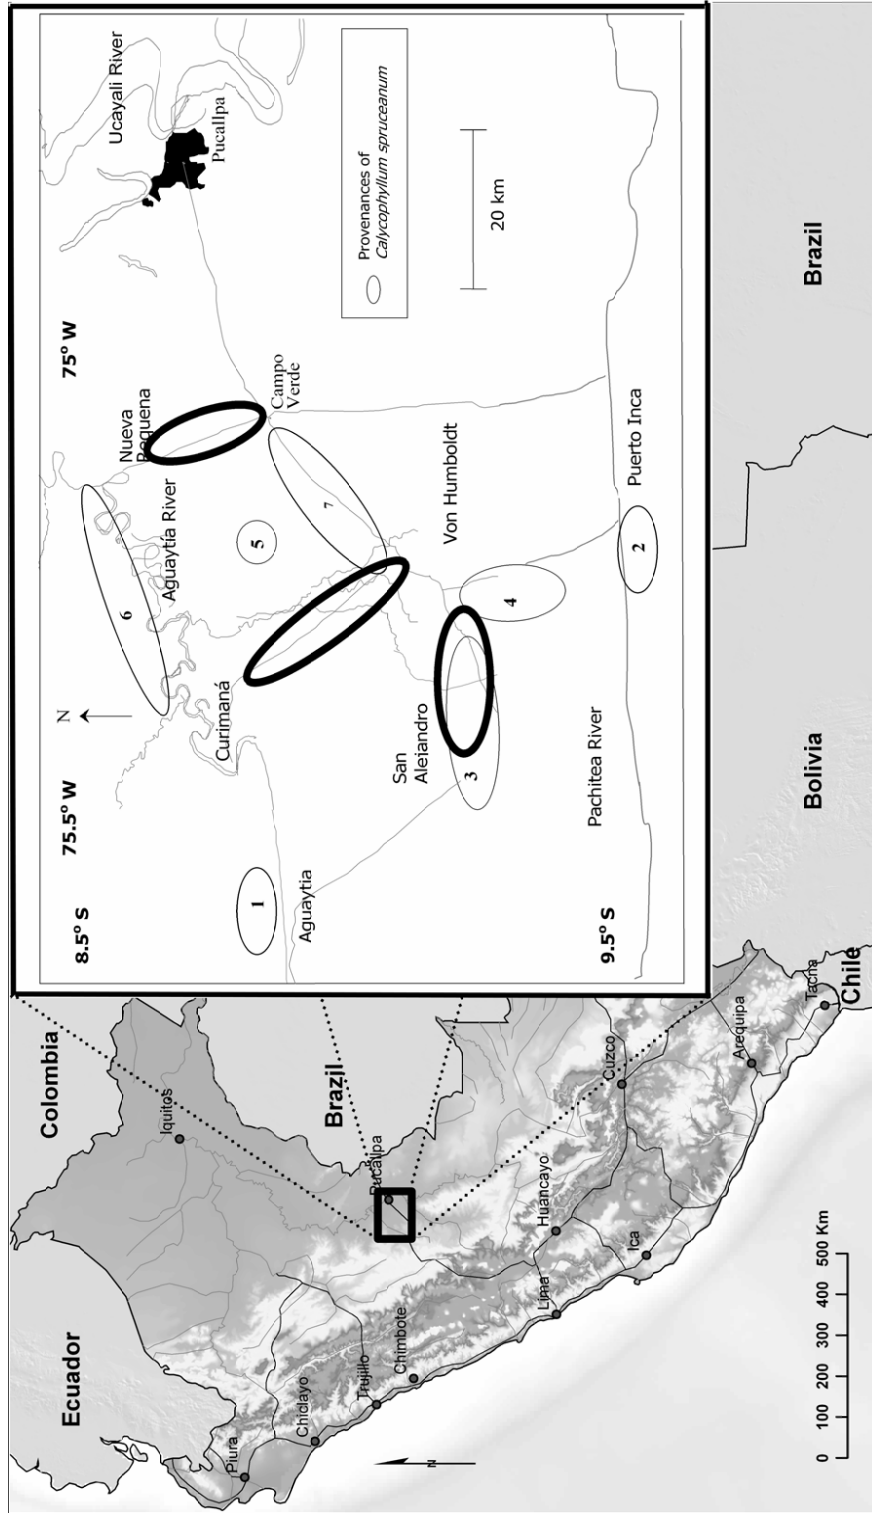 Ecuador
Colombia
Iquitos
Brazil
Pucallpa
Piura
Chiclayo
Trujillo
Chimbote
Huancayo
Lima
Ica
Cuzco
Arequipa
Tacna
Chile
Bolivia
Brazil
N
0 100 200 300 400 500 Km
8.5° S
75.5° W
75° W
9.5° S
N
Ucayali River
Pucallpa
Nueva
Requena
Campo
Verde
Aguaytía River
Curimaná
Aguaytia
San
Alejandro
Von Humboldt
Puerto Inca
Pachitea River
1
2
3
4
5
6
7
Provenances of
Calycophyllum spruceanum
20 km